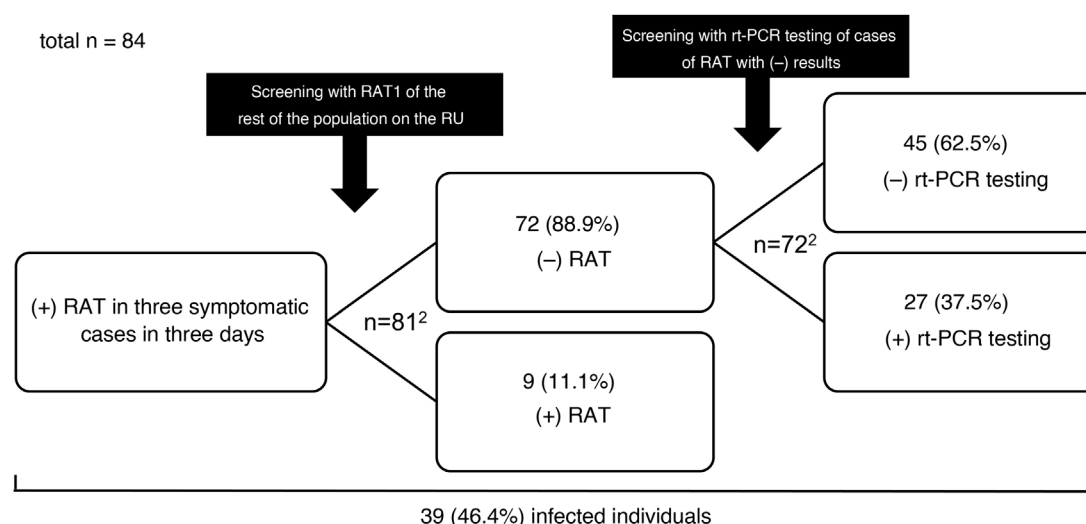 total n = 84
Screening with RAT1 of the
rest of the population on the RU
Screening with rt-PCR testing of cases
of RAT with (–) results
(+) RAT in three symptomatic
cases in three days
n=81²
72 (88.9%)
(–) RAT
9 (11.1%)
(+) RAT
n=72²
45 (62.5%)
(–) rt-PCR testing
27 (37.5%)
(+) rt-PCR testing
39 (46.4%) infected individuals